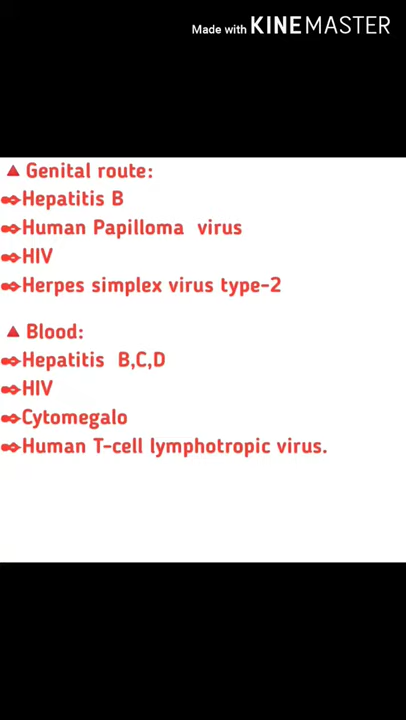 Made with KINEMASTER
🔺Genital route:
✑Hepatitis B
✑Human Papilloma virus
✑HIV
✑Herpes simplex virus type-2
🔺Blood:
✑Hepatitis B,C,D
✑HIV
✑Cytomegalo
✑Human T-cell lymphotropic virus.